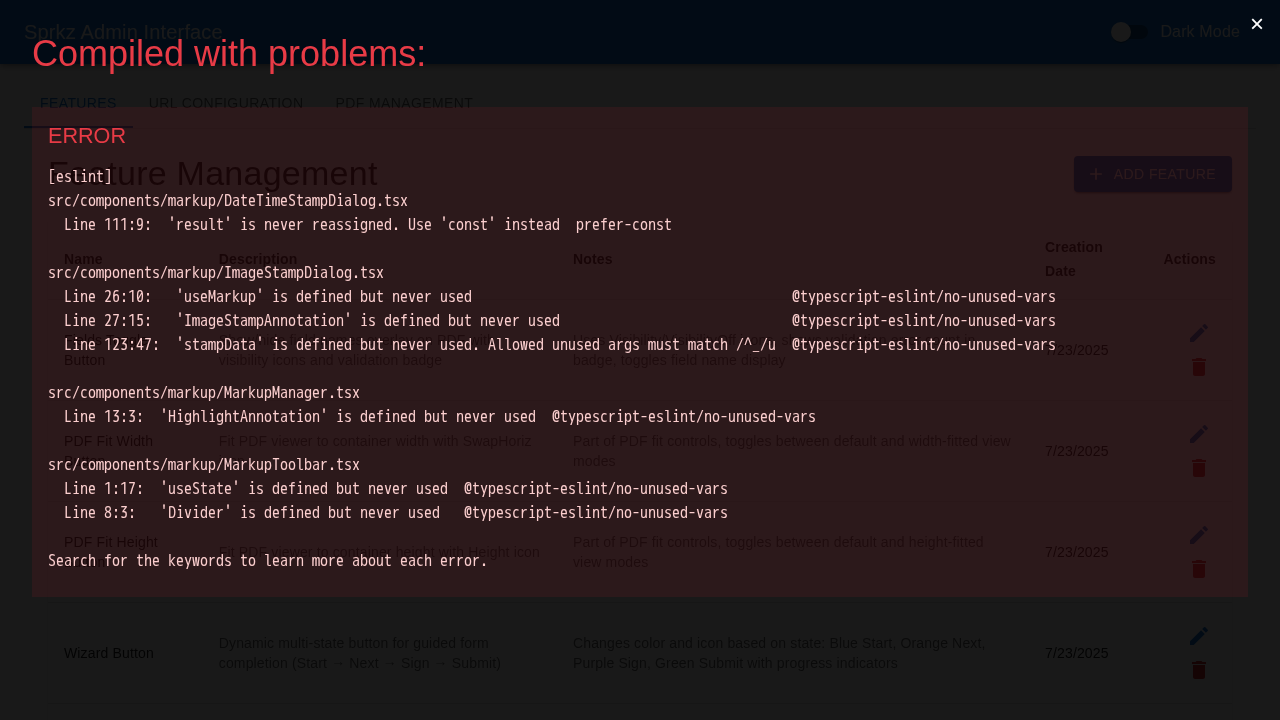 Sprkz Admin Interface
Dark Mode
×
Compiled with problems:
FEATURES URL CONFIGURATION PDF MANAGEMENT
ERROR
Feature Management
ADD FEATURE
[eslint]
src/components/markup/DateTimeStampDialog.tsx
Line 111:9: 'result' is never reassigned. Use 'const' instead prefer-const
Name Description Notes Creation Date Actions
src/components/markup/ImageStampDialog.tsx
Line 26:10: 'useMarkup' is defined but never used @typescript-eslint/no-unused-vars
Line 27:15: 'ImageStampAnnotation' is defined but never used @typescript-eslint/no-unused-vars
Line 123:47: 'stampData' is defined but never used. Allowed unused args must match /^_/u @typescript-eslint/no-unused-vars
Button visibility icons and validation badge badge, toggles field name display 7/23/2025
src/components/markup/MarkupManager.tsx
Line 13:3: 'HighlightAnnotation' is defined but never used @typescript-eslint/no-unused-vars
PDF Fit Width Fit PDF viewer to container width with SwapHoriz Part of PDF fit controls, toggles between default and width-fitted view
modes 7/23/2025
src/components/markup/MarkupToolbar.tsx
Line 1:17: 'useState' is defined but never used @typescript-eslint/no-unused-vars
Line 8:3: 'Divider' is defined but never used @typescript-eslint/no-unused-vars
PDF Fit Height Fit PDF viewer to container height with Height icon Part of PDF fit controls, toggles between default and height-fitted
view modes 7/23/2025
Search for the keywords to learn more about each error.
Wizard Button Dynamic multi-state button for guided form Changes color and icon based on state: Blue Start, Orange Next, 7/23/2025
completion (Start → Next → Sign → Submit) Purple Sign, Green Submit with progress indicators